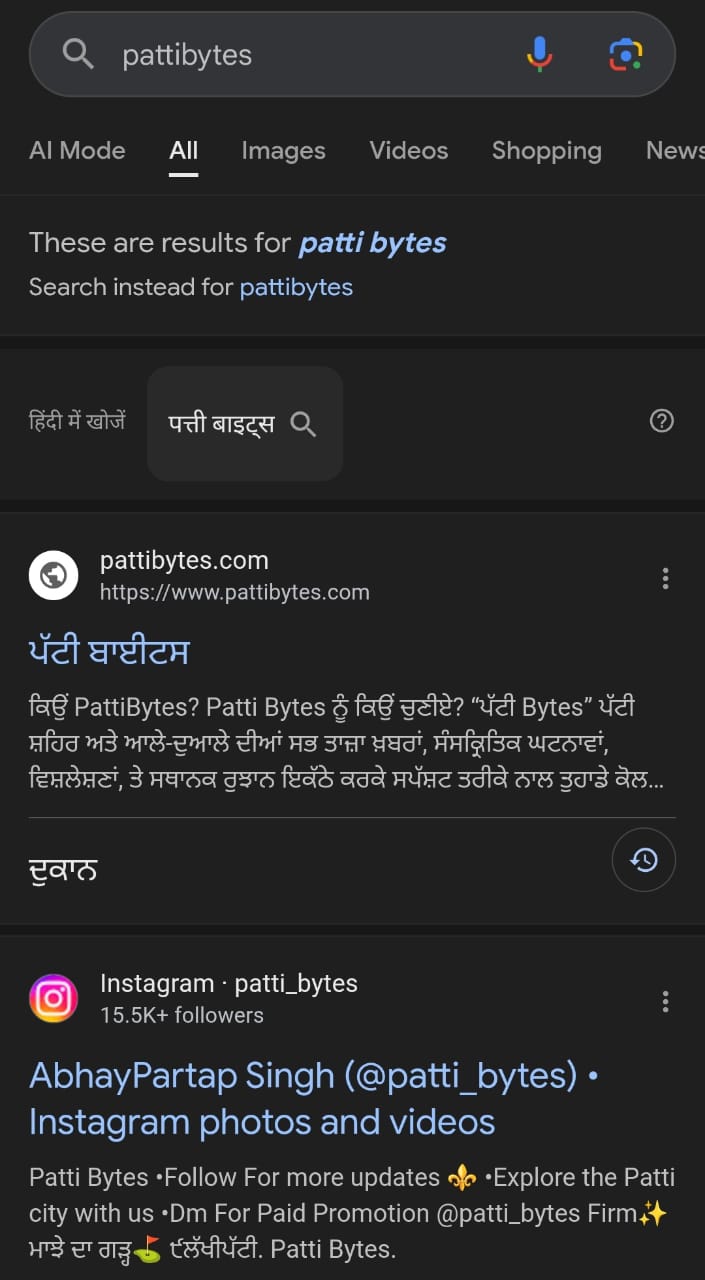 pattibytes
AI Mode All Images Videos Shopping News
These are results for patti bytes
Search instead for pattibytes
हिंदी में खोजें पत्ती बाइट्स
pattibytes.com
https://www.pattibytes.com
ਪੱਟੀ ਬਾਈਟਸ
ਕਿਉਂ PattiBytes? Patti Bytes ਨੂੰ ਕਿਉਂ ਚੁਣੀਏ? “ਪੱਟੀ Bytes” ਪੱਟੀ
ਸ਼ਹਿਰ ਅਤੇ ਆਲੇ-ਦੁਆਲੇ ਦੀਆਂ ਸਭ ਤਾਜ਼ਾ ਖ਼ਬਰਾਂ, ਸੰਸਕ੍ਰਿਤਿਕ ਘਟਨਾਵਾਂ,
ਵਿਸ਼ਲੇਸ਼ਣਾਂ, ਤੇ ਸਥਾਨਕ ਰੁਝਾਨ ਇਕੱਠੇ ਕਰਕੇ ਸਪੱਸ਼ਟ ਤਰੀਕੇ ਨਾਲ ਤੁਹਾਡੇ ਕੋਲ...
ਦੁਕਾਨ
Instagram · patti_bytes
15.5K+ followers
AbhayPartap Singh (@patti_bytes) •
Instagram photos and videos
Patti Bytes •Follow For more updates ⚜️ •Explore the Patti
city with us •Dm For Paid Promotion @patti_bytes Firm✨
ਮਾਝੇ ਦਾ ਗੜ੍ਹ⛳ ੯ਲੱਖੀਪੱਟੀ. Patti Bytes.